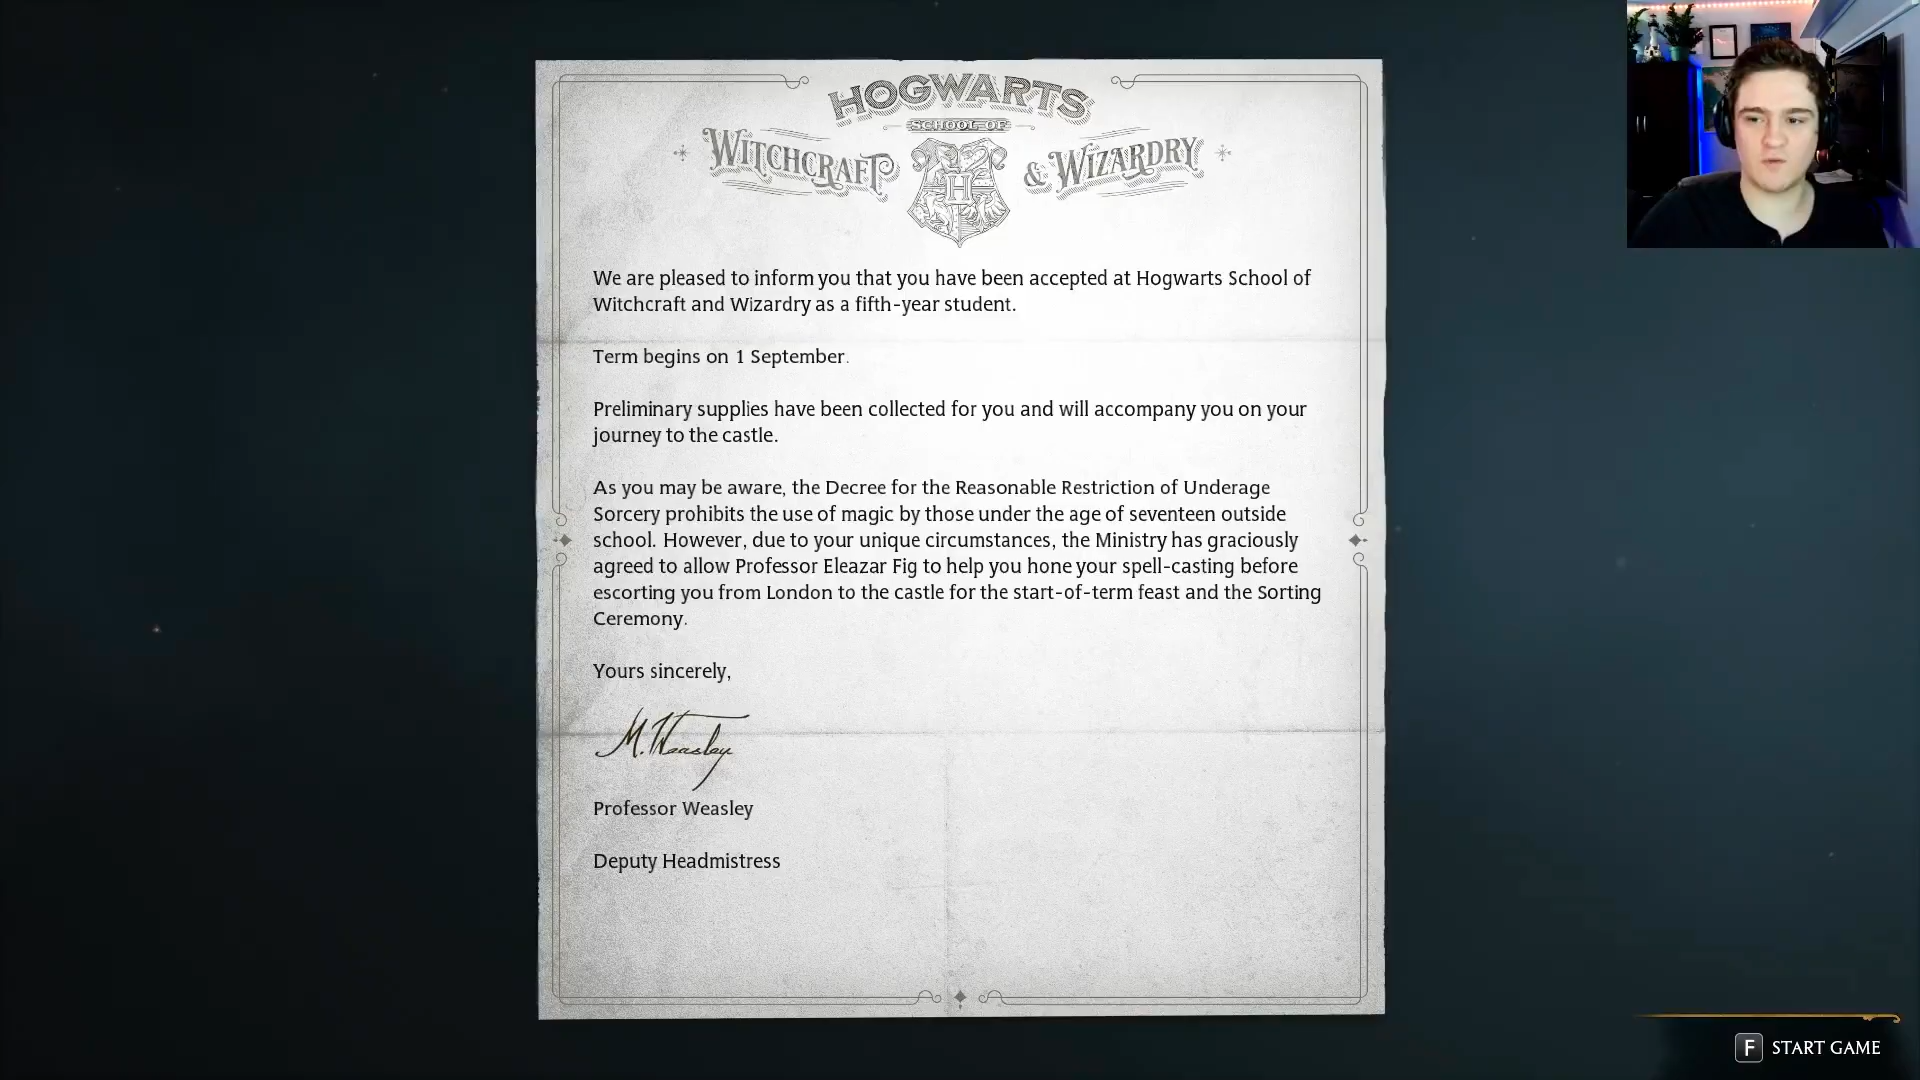 HOGWARTS
SCHOOL OF
WITCHCRAFT & WIZARDRY
H
We are pleased to inform you that you have been accepted at Hogwarts School of
Witchcraft and Wizardry as a fifth-year student.
Term begins on 1 September.
Preliminary supplies have been collected for you and will accompany you on your
journey to the castle.
As you may be aware, the Decree for the Reasonable Restriction of Underage
Sorcery prohibits the use of magic by those under the age of seventeen outside
school. However, due to your unique circumstances, the Ministry has graciously
agreed to allow Professor Eleazar Fig to help you hone your spell-casting before
escorting you from London to the castle for the start-of-term feast and the Sorting
Ceremony.
Yours sincerely,
M. Weasley
Professor Weasley
Deputy Headmistress
F START GAME